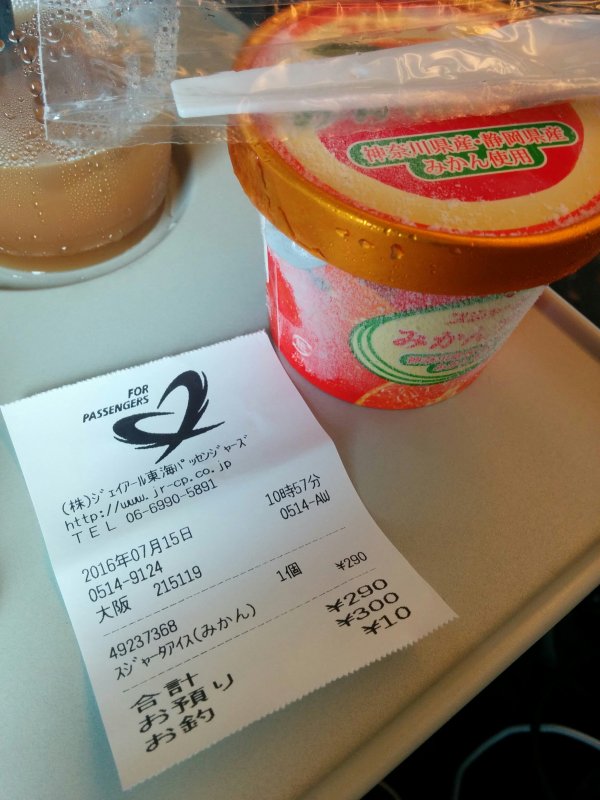 神奈川県産・静岡県産
みかん使用
みかん
FOR
PASSENGERS
(株)ジェイアール東海パッセンジャーズ
http://www.jr-cp.co.jp
TEL 06-6990-5891
2016年07月15日 10時57分
0514-9124 0514-AW
大阪 215119
49237368 1個 ¥290
スジャータアイス(みかん)
合計 ¥290
お預り ¥300
お釣 ¥10